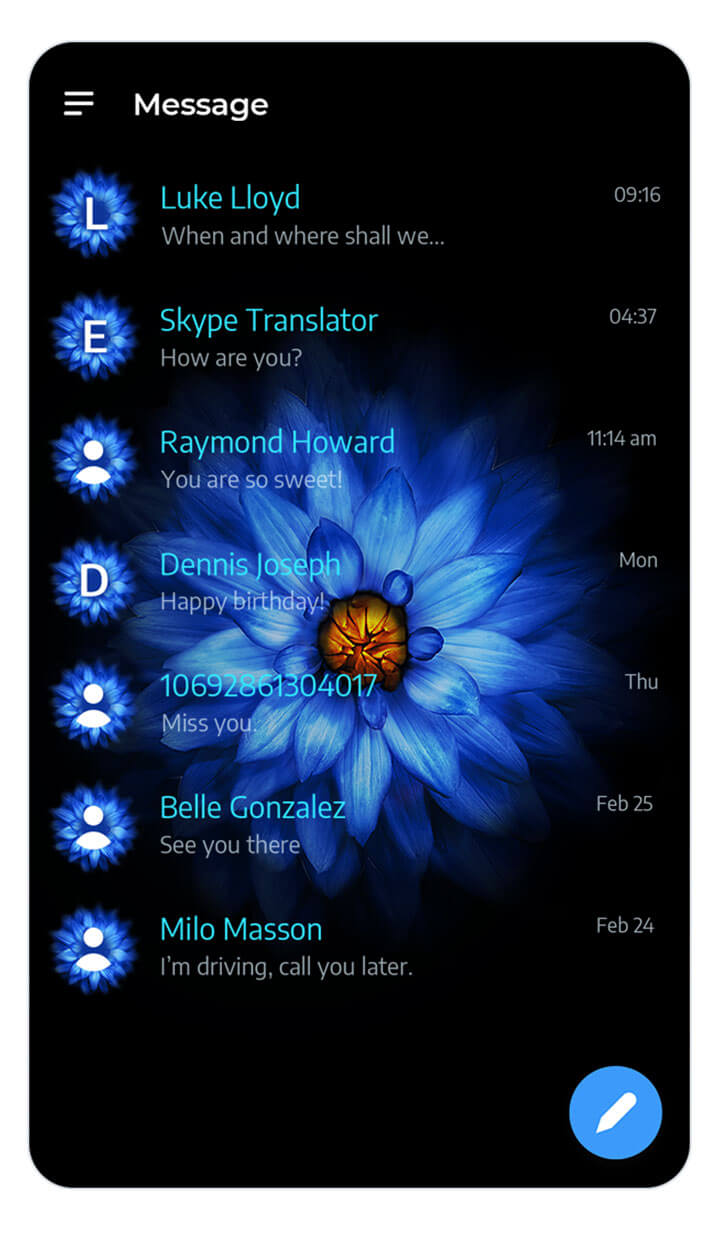 Message
L
Luke Lloyd
09:16
When and where shall we...
E
Skype Translator
04:37
How are you?
Raymond Howard
11:14 am
You are so sweet!
D
Dennis Joseph
Mon
Happy birthday!
10692861304017
Thu
Miss you.
Belle Gonzalez
Feb 25
See you there
Milo Masson
Feb 24
I'm driving, call you later.